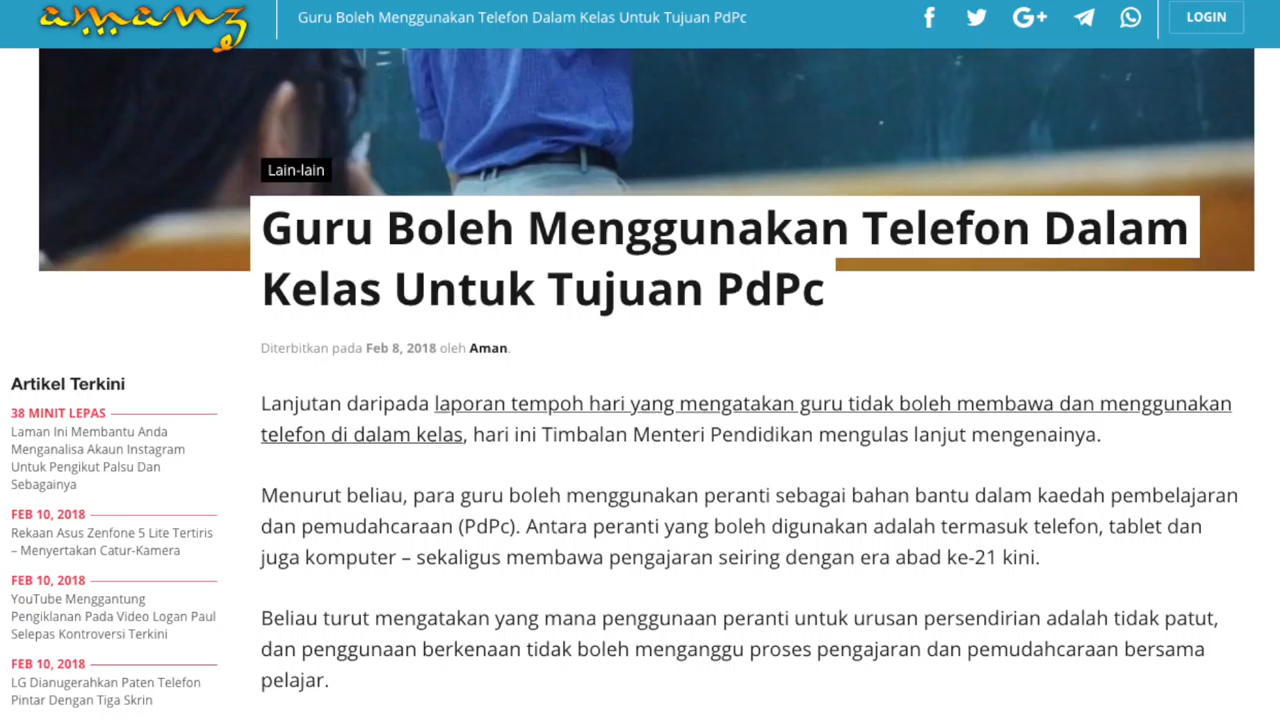 amanz
Guru Boleh Menggunakan Telefon Dalam Kelas Untuk Tujuan PdPc
LOGIN
Lain-lain
Guru Boleh Menggunakan Telefon Dalam
Kelas Untuk Tujuan PdPc
Diterbitkan pada Feb 8, 2018 oleh Aman.
Artikel Terkini
38 MINIT LEPAS
Laman Ini Membantu Anda
Menganalisa Akaun Instagram
Untuk Pengikut Palsu Dan
Sebagainya
FEB 10, 2018
Rekaan Asus Zenfone 5 Lite Tertiris
– Menyertakan Catur-Kamera
FEB 10, 2018
YouTube Menggantung
Pengiklanan Pada Video Logan Paul
Selepas Kontroversi Terkini
FEB 10, 2018
LG Dianugerahkan Paten Telefon
Pintar Dengan Tiga Skrin
Lanjutan daripada laporan tempoh hari yang mengatakan guru tidak boleh membawa dan menggunakan
telefon di dalam kelas, hari ini Timbalan Menteri Pendidikan mengulas lanjut mengenainya.
Menurut beliau, para guru boleh menggunakan peranti sebagai bahan bantu dalam kaedah pembelajaran
dan pemudahcaraan (PdPc). Antara peranti yang boleh digunakan adalah termasuk telefon, tablet dan
juga komputer – sekaligus membawa pengajaran seiring dengan era abad ke-21 kini.
Beliau turut mengatakan yang mana penggunaan peranti untuk urusan persendirian adalah tidak patut,
dan penggunaan berkenaan tidak boleh menganggu proses pengajaran dan pemudahcaraan bersama
pelajar.